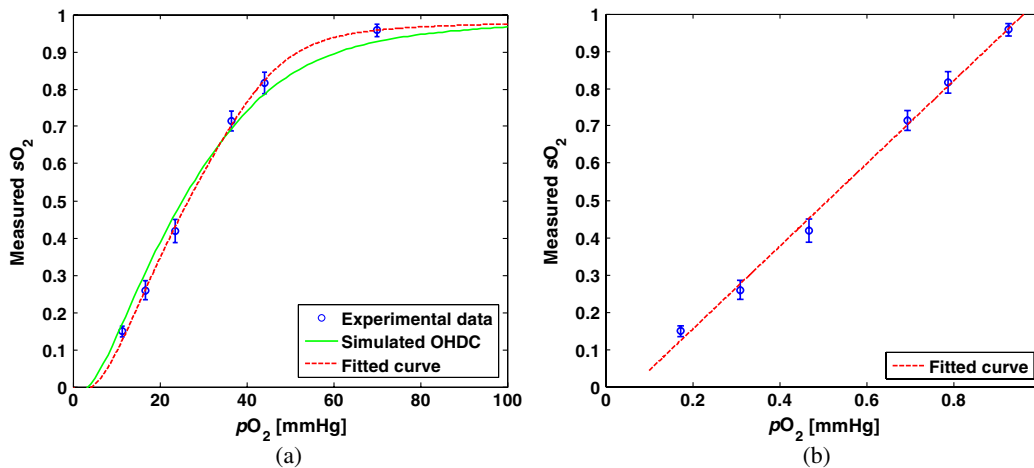 1
0.9
0.8
0.7
0.6
0.5
0.4
0.3
0.2
0.1
0
Measured sO2
Experimental data
Simulated OHDC
Fitted curve
0 20 40 60 80 100
pO2 [mmHg]
(a)
1
0.9
0.8
0.7
0.6
0.5
0.4
0.3
0.2
0.1
0
Measured sO2
Fitted curve
0.2 0.4 0.6 0.8
pO2 [mmHg]
(b)